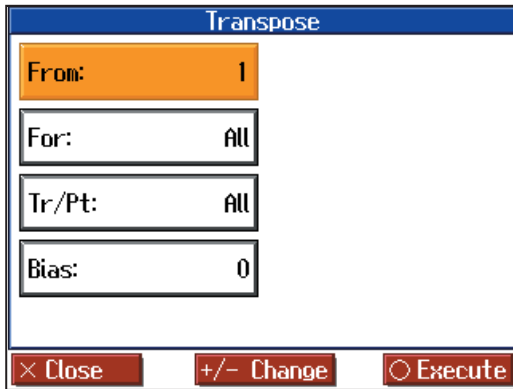 Transpose
From: 1
For: All
Tr/Pt: All
Bias: 0
× Close +/- Change ○ Execute